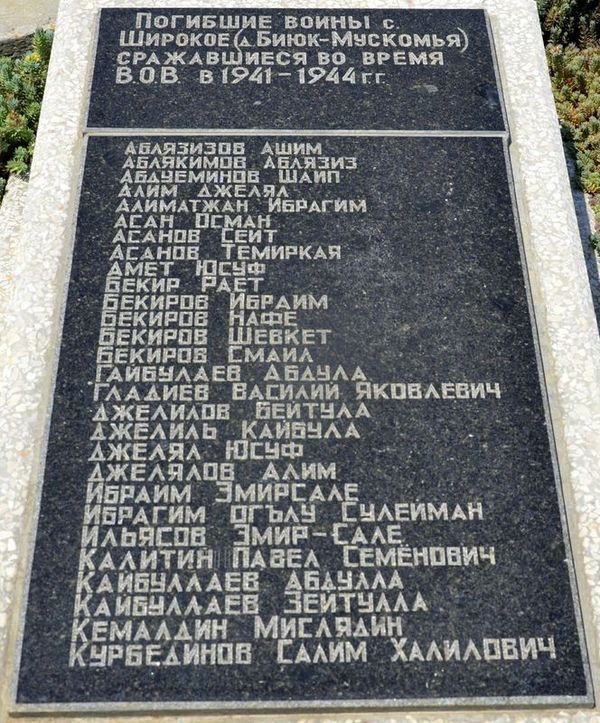 Погибшие воины с.
Широкое (д. Биюк-Мускомья)
сражавшиеся во время
В.О.В. в 1941-1944 г.г.
Аблязизов Ашим
Аблякимов Аблязиз
Абдуеминов Шаип
Алим Джелял
Алиматжан Ибрагим
Асан Осман
Асанов Сеит
Асанов Темиркая
Амет Юсуф
Бекир Рает
Бекиров Ибраим
Бекиров Нафе
Бекиров Шевкет
Бекиров Смаил
Гайбулаев Абдула
Гладиев Василий Яковлевич
Джелилов Бейтула
Джелиль Кайбула
Джелял Юсуф
Джелялов Алим
Ибраим Эмирсале
Ибрагим огълу Сулейман
Ильясов Эмир-Сале
Калитин Павел Семёнович
Кайбуллаев Абдулла
Кайбуллаев Зейтулла
Кемалдин Мислядин
Курбединов Салим Халилович